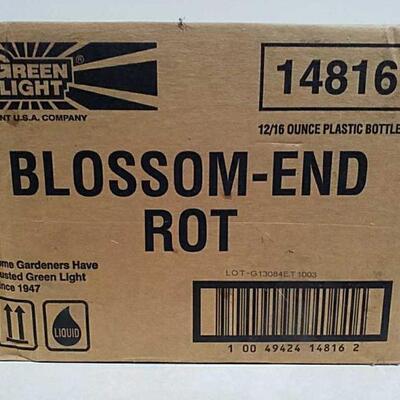 GREEN
LIGHT®
NT U.S.A. COMPANY
14816
12/16 OUNCE PLASTIC BOTTLE
BLOSSOM-END
ROT
ome Gardeners Have
usted Green Light
ince 1947
LIQUID
LOT-G13084ET1003
1 00 49424 14816 2